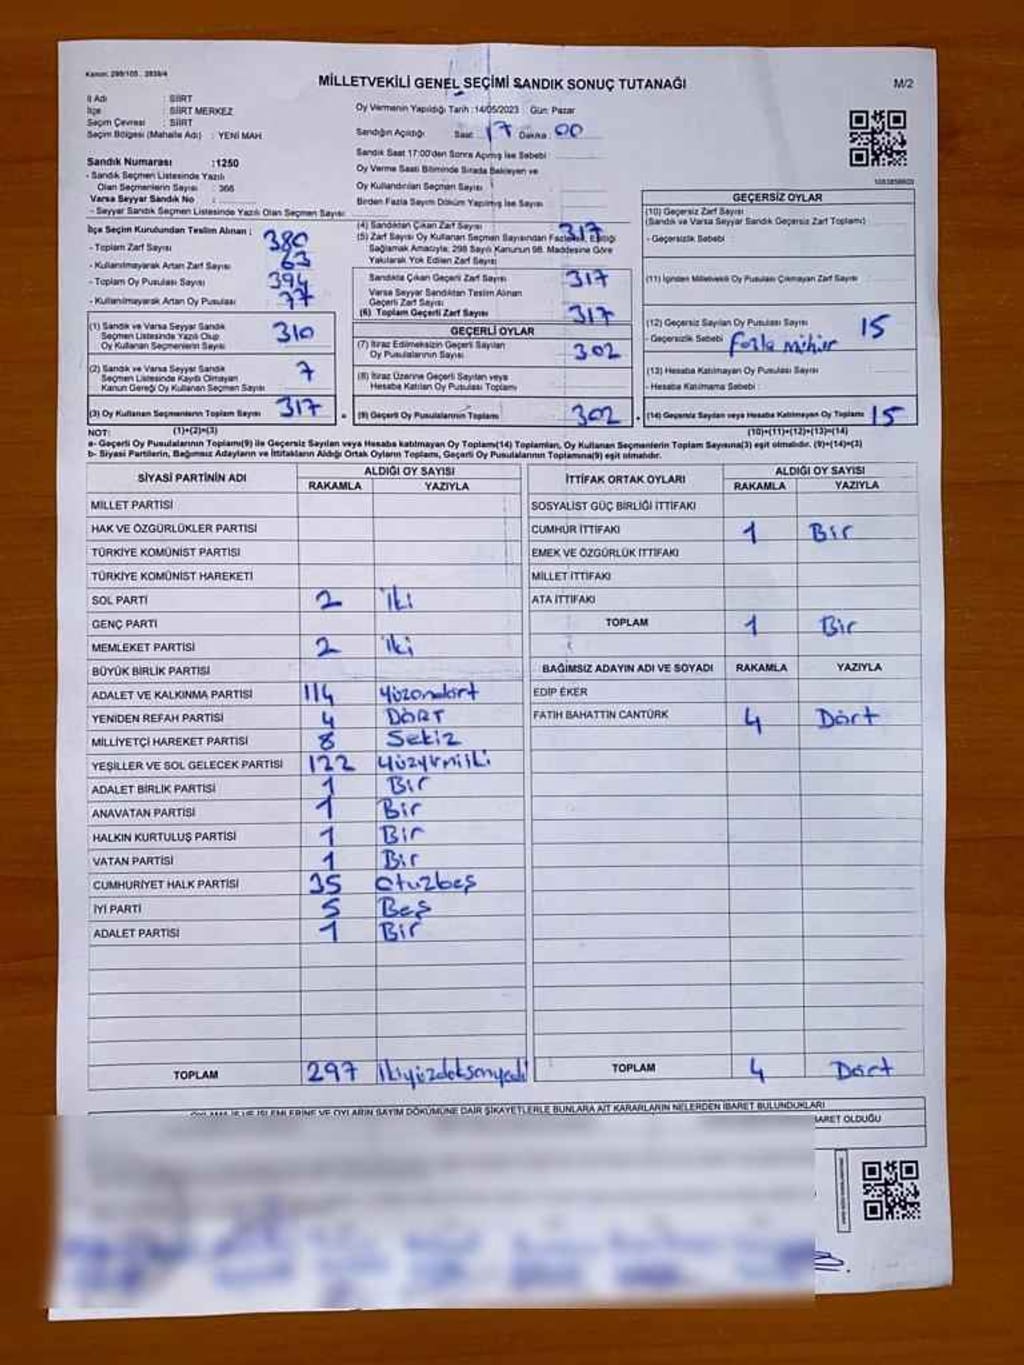 Kanun: 298/105 . 2839/4
MİLLETVEKİLİ GENEL SEÇİMİ SANDIK SONUÇ TUTANAĞI
M/2
İl Adı : SİİRT
İlçe : SİİRT MERKEZ
Seçim Çevresi : SİİRT
Seçim Bölgesi (Mahalle Adı) : YENİ MAH.
Oy Vermenin Yapıldığı Tarih :14/05/2023 Gün: Pazar
Sandığın Açıldığı Saat: 17 Dakika: 00
Sandık Saat 17:00'den Sonra Açılmış İse Sebebi :
Oy Verme Saati Bitiminde Sırada Bekleyen ve
Oy Kullandırılan Seçmen Sayısı
Birden Fazla Sayım Döküm Yapılmış İse Sayısı
Sandık Numarası :1250
- Sandık Seçmen Listesinde Yazılı
Olan Seçmenlerin Sayısı : 366
Varsa Seyyar Sandık No :
- Seyyar Sandık Seçmen Listesinde Yazılı Olan Seçmen Sayısı:
İlçe Seçim Kurulundan Teslim Alınan ;
- Toplam Zarf Sayısı 380
- Kullanılmayarak Artan Zarf Sayısı 63
- Toplam Oy Pusulası Sayısı 394
- Kullanılmayarak Artan Oy Pusulası 77
(1) Sandık ve Varsa Seyyar Sandık
Seçmen Listesinde Yazılı Olup
Oy Kullanan Seçmenlerin Sayısı 310
(2) Sandık ve Varsa Seyyar Sandık
Seçmen Listesinde Kaydı Olmayan
Kanun Gereği Oy Kullanan Seçmen Sayısı 7
(3) Oy Kullanan Seçmenlerin Toplam Sayısı 317
(4) Sandıktan Çıkan Zarf Sayısı 317
(5) Zarf Sayısı Oy Kullanan Seçmen Sayısından Fazla ise, Eşitliği
Sağlamak Amacıyla; 298 Sayılı Kanunun 98. Maddesine Göre
Yakılarak Yok Edilen Zarf Sayısı
Sandıkta Çıkan Geçerli Zarf Sayısı 317
Varsa Seyyar Sandıktan Teslim Alınan
Geçerli Zarf Sayısı
(6) Toplam Geçerli Zarf Sayısı 317
GEÇERLİ OYLAR
(7) İtiraz Edilmeksizin Geçerli Sayılan
Oy Pusulalarının Sayısı 302
(8) İtiraz Üzerine Geçerli Sayılan veya
Hesaba Katılan Oy Pusulası Toplamı
(9) Geçerli Oy Pusulalarının Toplamı 302
GEÇERSİZ OYLAR
(10) Geçersiz Zarf Sayısı
(Sandık ve Varsa Seyyar Sandık Geçersiz Zarf Toplamı)
- Geçersizlik Sebebi :
(11) İçinden Milletvekili Oy Pusulası Çıkmayan Zarf Sayısı
(12) Geçersiz Sayılan Oy Pusulası Sayısı 15
- Geçersizlik Sebebi : fazla mühür
(13) Hesaba Katılmayan Oy Pusulası Sayısı
- Hesaba Katılmama Sebebi :
(14) Geçersiz Sayılan veya Hesaba Katılmayan Oy Toplamı 15
NOT: (1)+(2)=(3) (10)+(11)+(12)+(13)=(14)
a- Geçerli Oy Pusulalarının Toplamı(9) ile Geçersiz Sayılan veya Hesaba katılmayan Oy Toplamı(14) Toplamları, Oy Kullanan Seçmenlerin Toplam Sayısına(3) eşit olmalıdır. (9)+(14)=(3)
b- Siyasi Partilerin, Bağımsız Adayların ve İttifakların Aldığı Ortak Oyların Toplamı, Geçerli Oy Pusulalarının Toplamına(9) eşit olmalıdır.
SİYASİ PARTİNİN ADI ALDIĞI OY SAYISI
RAKAMLA YAZIYLA
MİLLET PARTİSİ
HAK VE ÖZGÜRLÜKLER PARTİSİ
TÜRKİYE KOMÜNİST PARTİSİ
TÜRKİYE KOMÜNİST HAREKETİ
SOL PARTİ 2 iki
GENÇ PARTİ
MEMLEKET PARTİSİ 2 iki
BÜYÜK BİRLİK PARTİSİ
ADALET VE KALKINMA PARTİSİ 114 Yüzondört
YENİDEN REFAH PARTİSİ 4 DÖRT
MİLLİYETÇİ HAREKET PARTİSİ 8 Sekiz
YEŞİLLER VE SOL GELECEK PARTİSİ 122 Yüzyirmiiki
ADALET BİRLİK PARTİSİ 1 Bir
ANAVATAN PARTİSİ 1 Bir
HALKIN KURTULUŞ PARTİSİ 1 Bir
VATAN PARTİSİ 1 Bir
CUMHURİYET HALK PARTİSİ 35 otuzbeş
İYİ PARTİ 5 Beş
ADALET PARTİSİ 1 Bir
TOPLAM 297 ikiyüzdoksanyedi
İTTİFAK ORTAK OYLARI ALDIĞI OY SAYISI
RAKAMLA YAZIYLA
SOSYALİST GÜÇ BİRLİĞİ İTTİFAKI
CUMHUR İTTİFAKI 1 Bir
EMEK VE ÖZGÜRLÜK İTTİFAKI
MİLLET İTTİFAKI
ATA İTTİFAKI
TOPLAM 1 Bir
BAĞIMSIZ ADAYIN ADI VE SOYADI RAKAMLA YAZIYLA
EDİP EKER
FATİH BAHATTİN CANTÜRK 4 Dört
TOPLAM 4 Dört
OYLAMA İŞ VE İŞLEMLERİNE VE OYLARIN SAYIM DÖKÜMÜNE DAİR ŞİKAYETLERLE BUNLARA AİT KARARLARIN NELERDEN İBARET BULUNDUKLARI
İBARET OLDUĞU